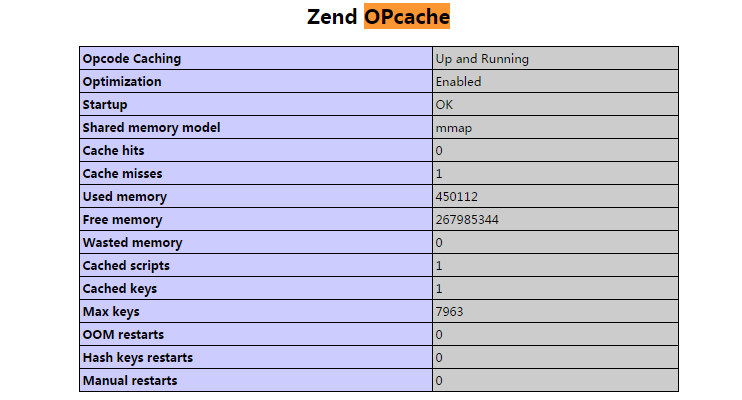 Zend OPcache
Opcode Caching Up and Running
Optimization Enabled
Startup OK
Shared memory model mmap
Cache hits 0
Cache misses 1
Used memory 450112
Free memory 267985344
Wasted memory 0
Cached scripts 1
Cached keys 1
Max keys 7963
OOM restarts 0
Hash keys restarts 0
Manual restarts 0